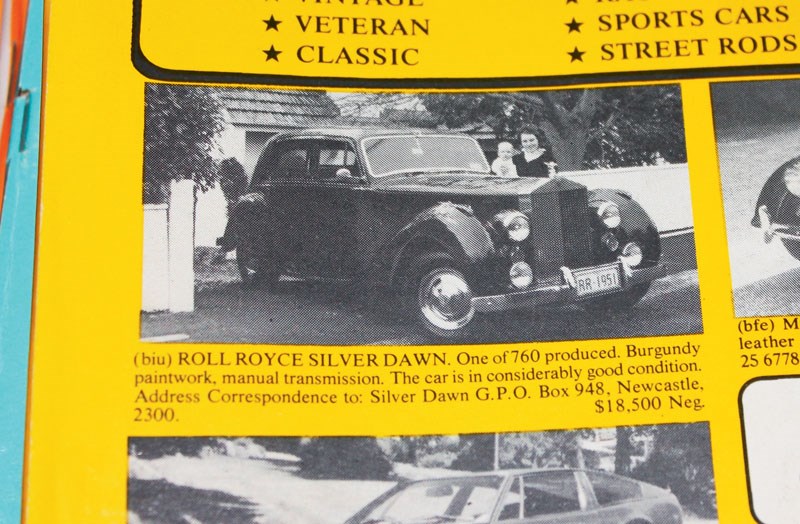 VINTAGE
★ VETERAN
★ CLASSIC
★ SPORTS CARS
★ STREET RODS
RR-1951
(biu) ROLL ROYCE SILVER DAWN. One of 760 produced. Burgundy
paintwork, manual transmission. The car is in considerably good condition.
Address Correspondence to: Silver Dawn G.P.O. Box 948, Newcastle,
2300. $18,500 Neg.
(bfe) M
leather
25 6778